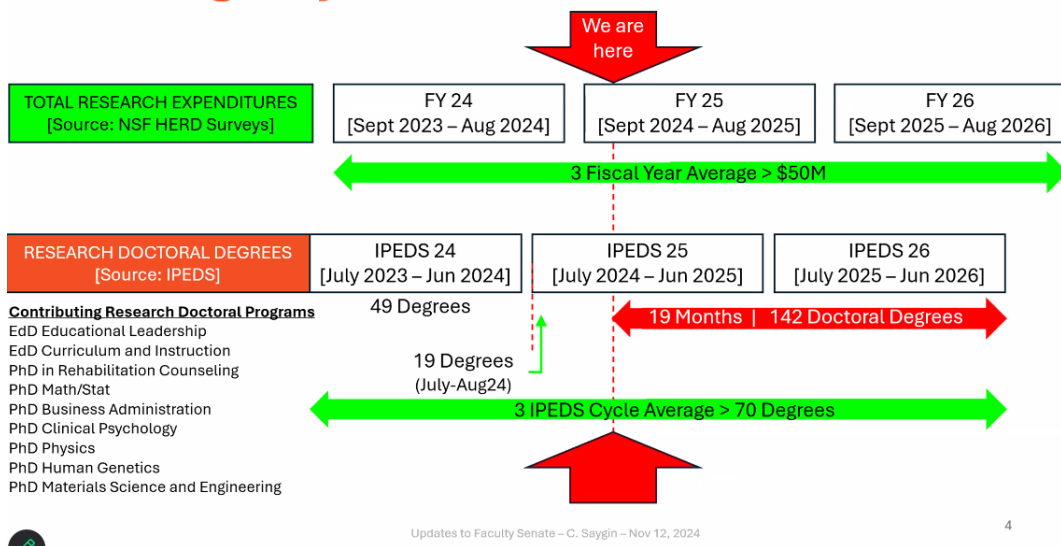 We are
here
TOTAL RESEARCH EXPENDITURES
[Source: NSF HERD Surveys]
FY 24
[Sept 2023 – Aug 2024]
FY 25
[Sept 2024 – Aug 2025]
FY 26
[Sept 2025 – Aug 2026]
3 Fiscal Year Average > $50M
RESEARCH DOCTORAL DEGREES
[Source: IPEDS]
IPEDS 24
[July 2023 – Jun 2024]
IPEDS 25
[July 2024 – Jun 2025]
IPEDS 26
[July 2025 – Jun 2026]
49 Degrees
19 Months | 142 Doctoral Degrees
19 Degrees
(July-Aug24)
3 IPEDS Cycle Average > 70 Degrees
Contributing Research Doctoral Programs
EdD Educational Leadership
EdD Curriculum and Instruction
PhD in Rehabilitation Counseling
PhD Math/Stat
PhD Business Administration
PhD Clinical Psychology
PhD Physics
PhD Human Genetics
PhD Materials Science and Engineering
Updates to Faculty Senate – C. Saygin – Nov 12, 2024
4